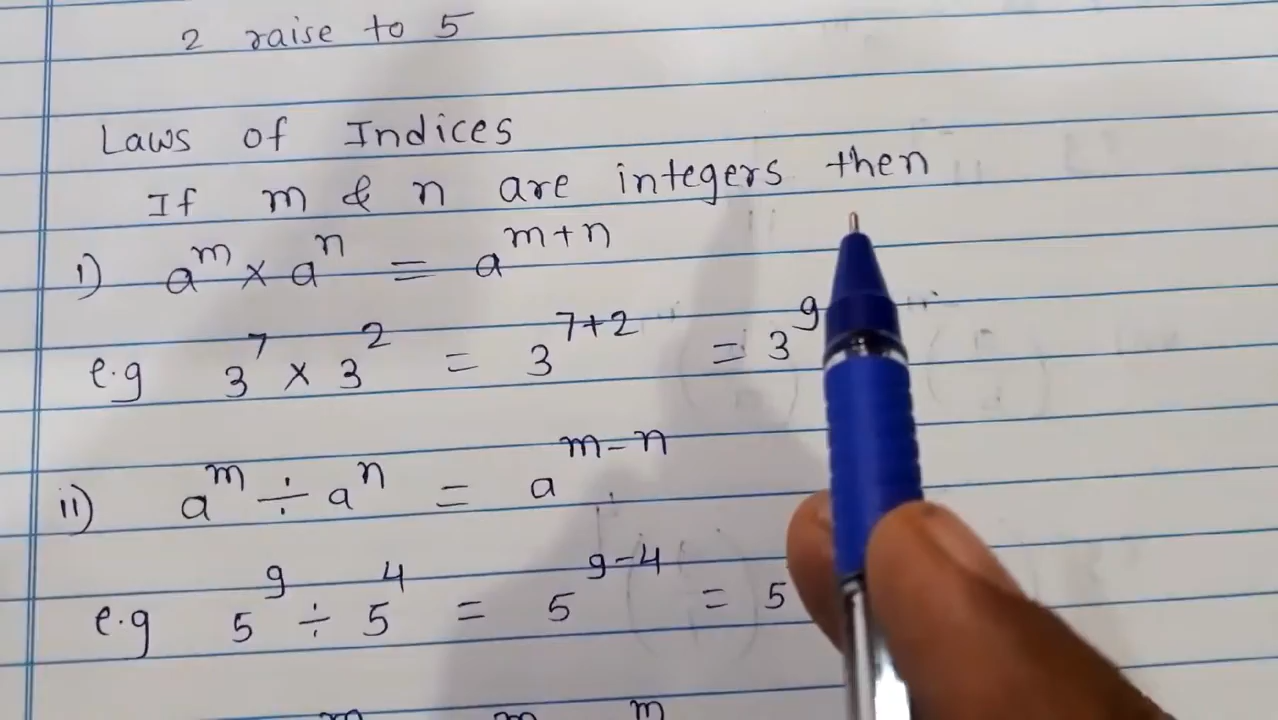 2 raise to 5
Laws of Indices
If m & n are integers then
i) a^m × a^n = a^(m+n)
e.g 3^7 × 3^2 = 3^(7+2) = 3^9
ii) a^m ÷ a^n = a^(m-n)
e.g 5^9 ÷ 5^4 = 5^(9-4) = 5
m m m